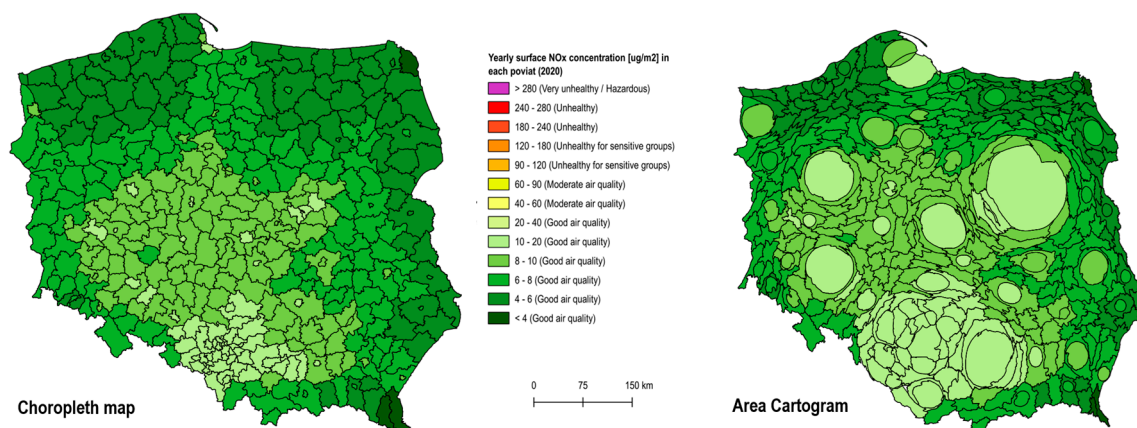 Yearly surface NOx concentration [ug/m2] in
each poviat (2020)
> 280 (Very unhealthy / Hazardous)
240 - 280 (Unhealthy)
180 - 240 (Unhealthy)
120 - 180 (Unhealthy for sensitive groups)
90 - 120 (Unhealthy for sensitive groups)
60 - 90 (Moderate air quality)
40 - 60 (Moderate air quality)
20 - 40 (Good air quality)
10 - 20 (Good air quality)
8 - 10 (Good air quality)
6 - 8 (Good air quality)
4 - 6 (Good air quality)
< 4 (Good air quality)
0 75 150 km
Choropleth map
Area Cartogram